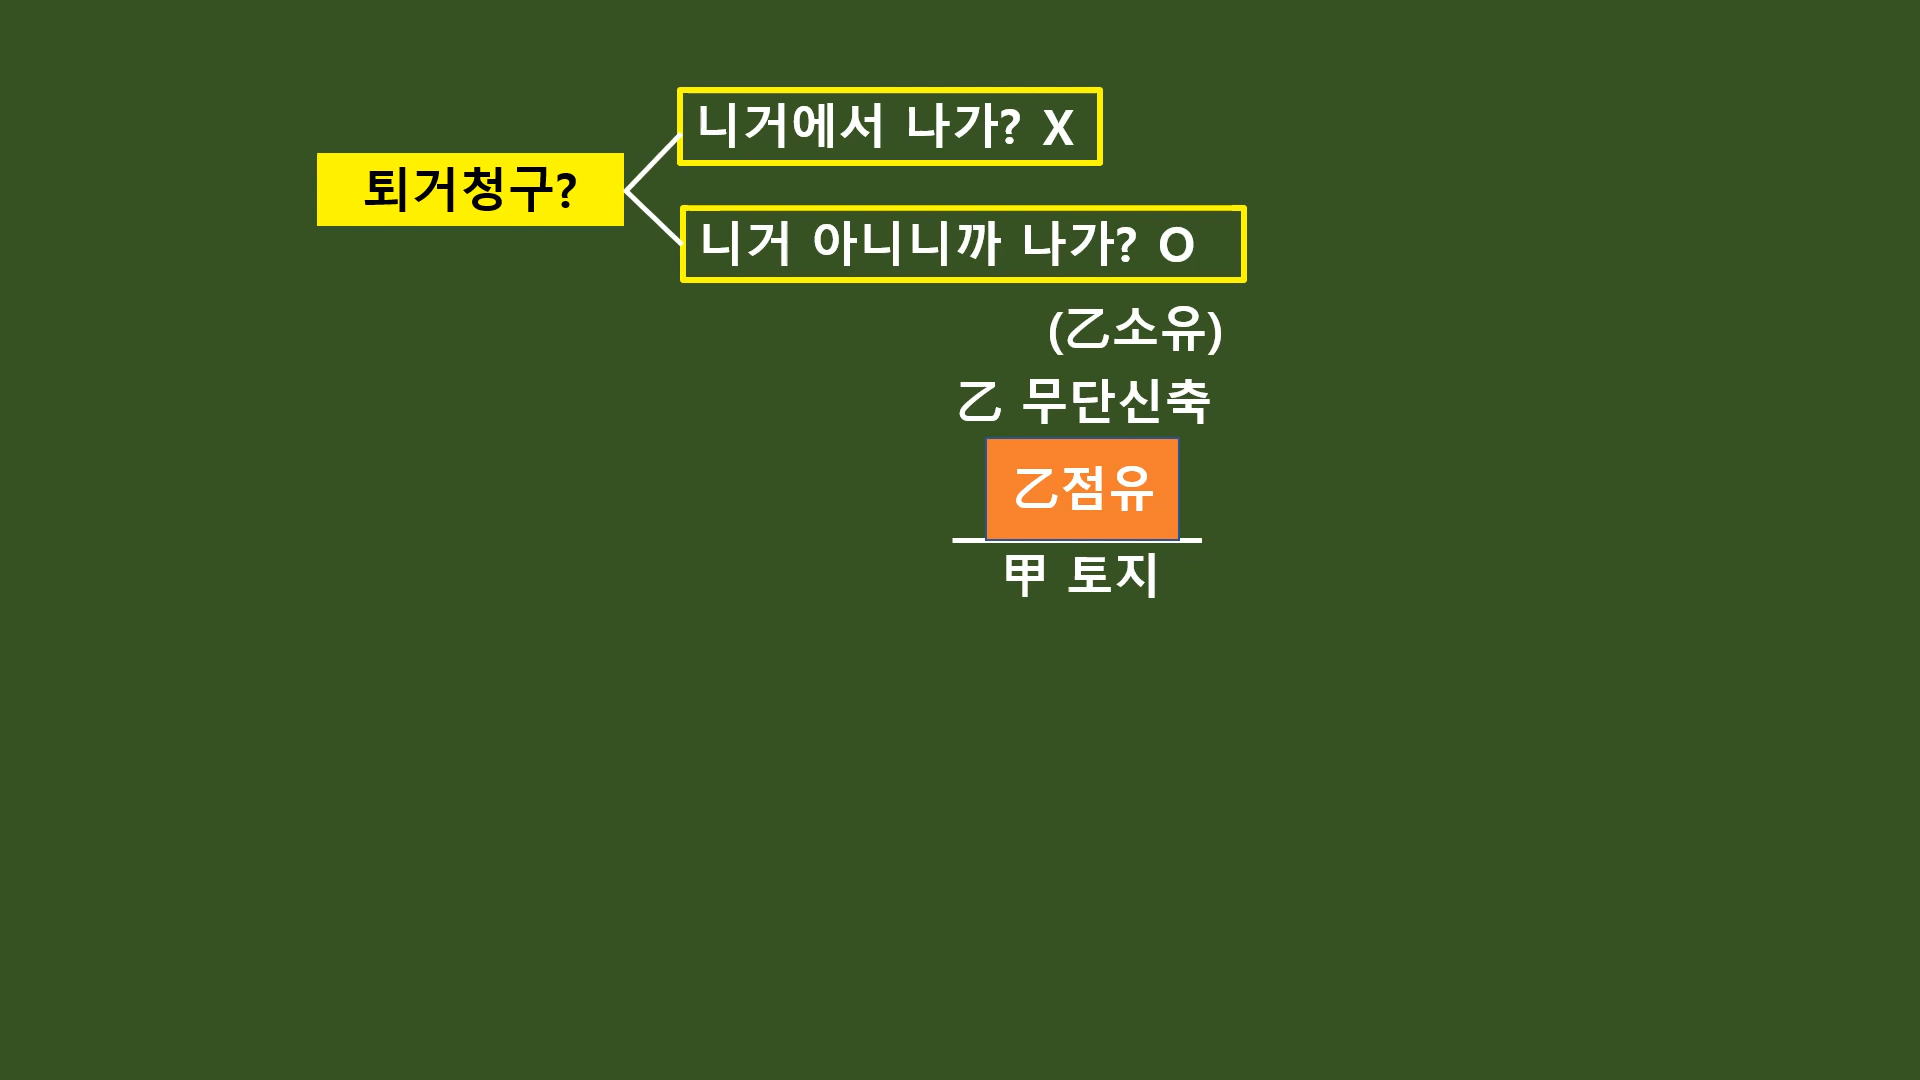 퇴거청구?
니거에서 나가? X
니거 아니니까 나가? O
(乙소유)
乙 무단신축
乙점유
甲 토지